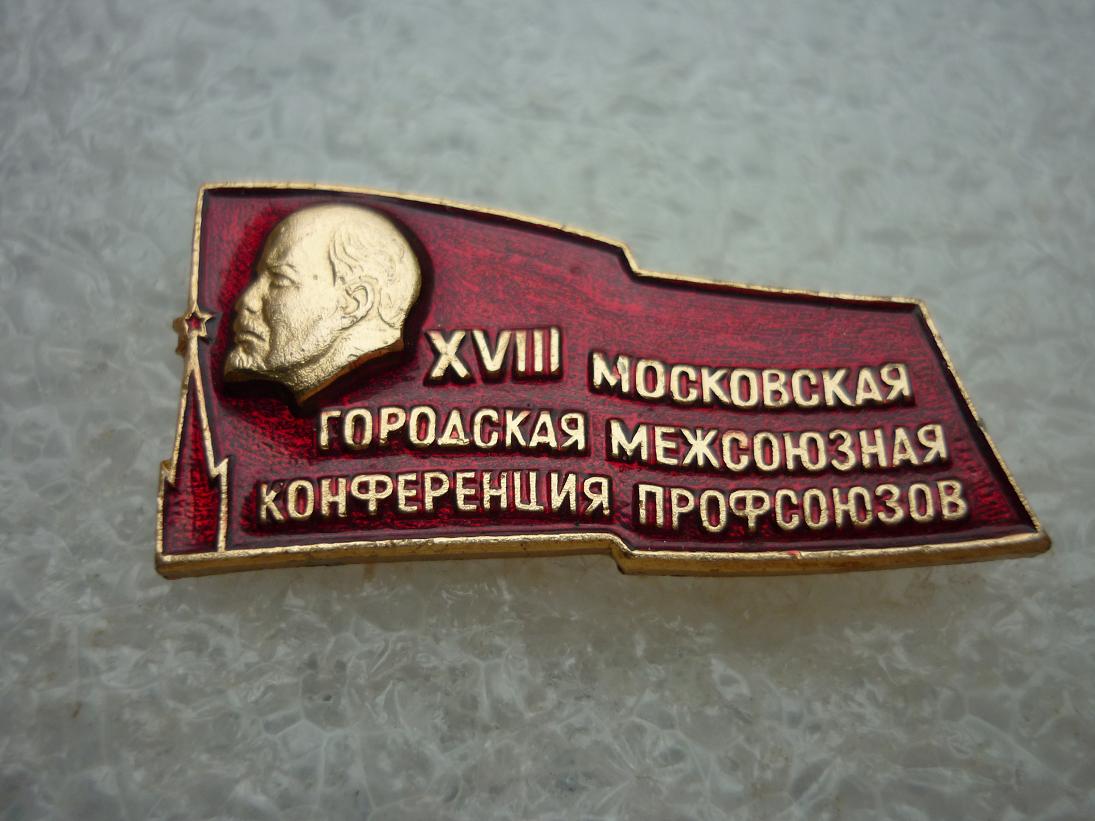 XVIII МОСКОВСКАЯ
ГОРОДСКАЯ МЕЖСОЮЗНАЯ
КОНФЕРЕНЦИЯ ПРОФСОЮЗОВ